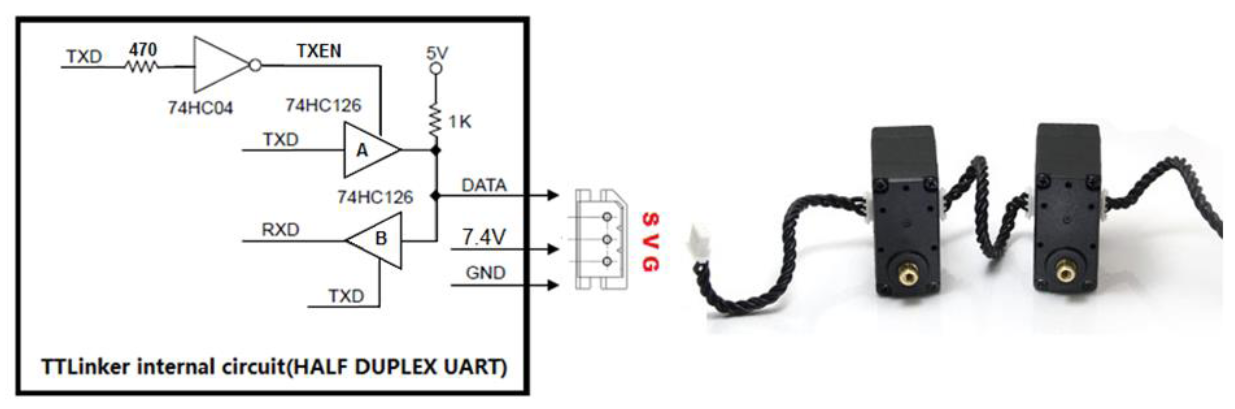 TXD
470
TXEN
5V
74HC04
74HC126
1K
TXD
A
74HC126
DATA
RXD
B
7.4V
S V G
GND
TXD
TTLinker internal circuit(HALF DUPLEX UART)